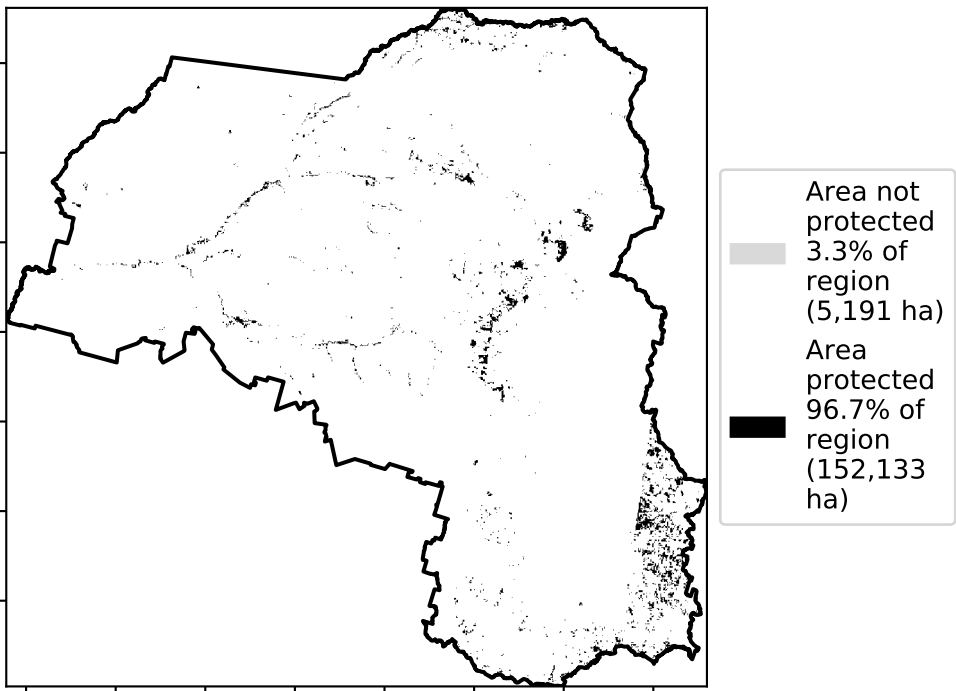 Area not
protected
3.3% of
region
(5,191 ha)
Area
protected
96.7% of
region
(152,133
ha)